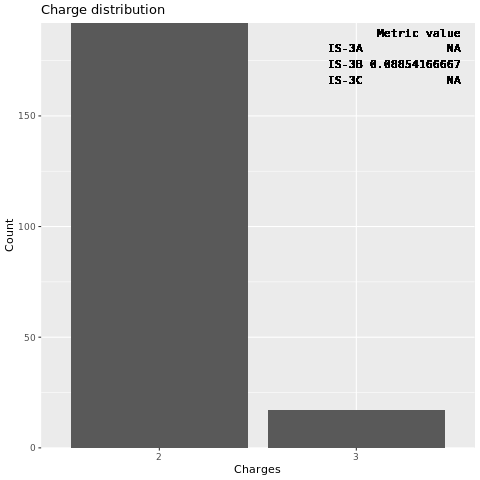 Charge distribution
Metric value
IS-3A NA
IS-3B 0.08854166667
IS-3C NA
150
100
50
0
Count
2 3
Charges